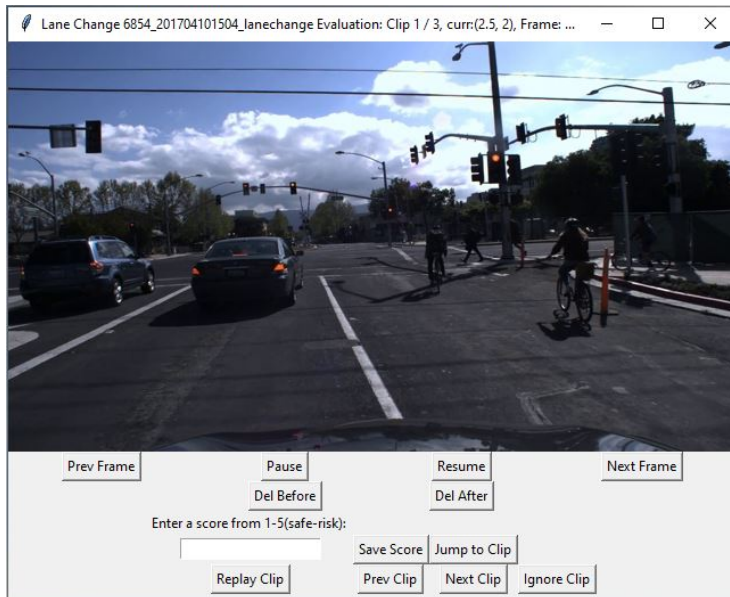 Lane Change 6854_201704101504_lanechange Evaluation: Clip 1 / 3, curr:(2.5, 2), Frame: ...
Prev Frame Pause Resume Next Frame
Del Before Del After
Enter a score from 1-5(safe-risk):
Save Score Jump to Clip
Replay Clip Prev Clip Next Clip Ignore Clip